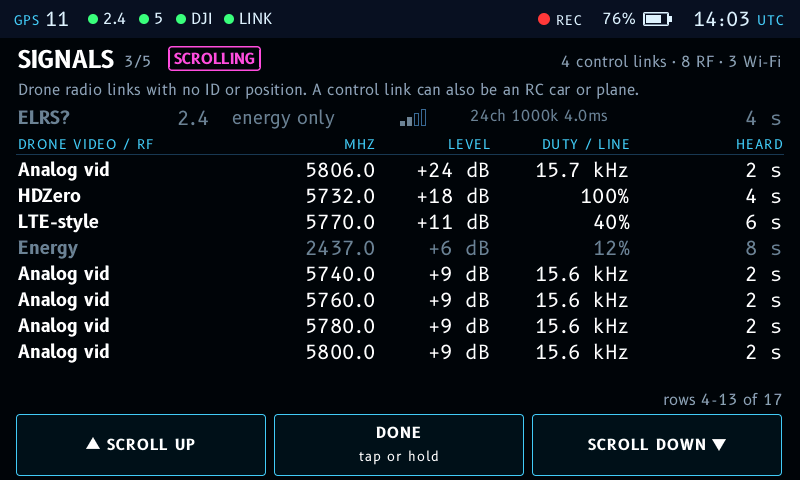 GPS 11 2.4 5 DJI LINK REC 76% 14:03 UTC
SIGNALS 3/5 SCROLLING 4 control links · 8 RF · 3 Wi-Fi
Drone radio links with no ID or position. A control link can also be an RC car or plane.
ELRS? 2.4 energy only 24ch 1000k 4.0ms 4 s
DRONE VIDEO / RF MHZ LEVEL DUTY / LINE HEARD
Analog vid 5806.0 +24 dB 15.7 kHz 2 s
HDZero 5732.0 +18 dB 100% 4 s
LTE-style 5770.0 +11 dB 40% 6 s
Energy 2437.0 +6 dB 12% 8 s
Analog vid 5740.0 +9 dB 15.6 kHz 2 s
Analog vid 5760.0 +9 dB 15.6 kHz 2 s
Analog vid 5780.0 +9 dB 15.6 kHz 2 s
Analog vid 5800.0 +9 dB 15.6 kHz 2 s
rows 4-13 of 17
▲ SCROLL UP DONE SCROLL DOWN ▼
tap or hold